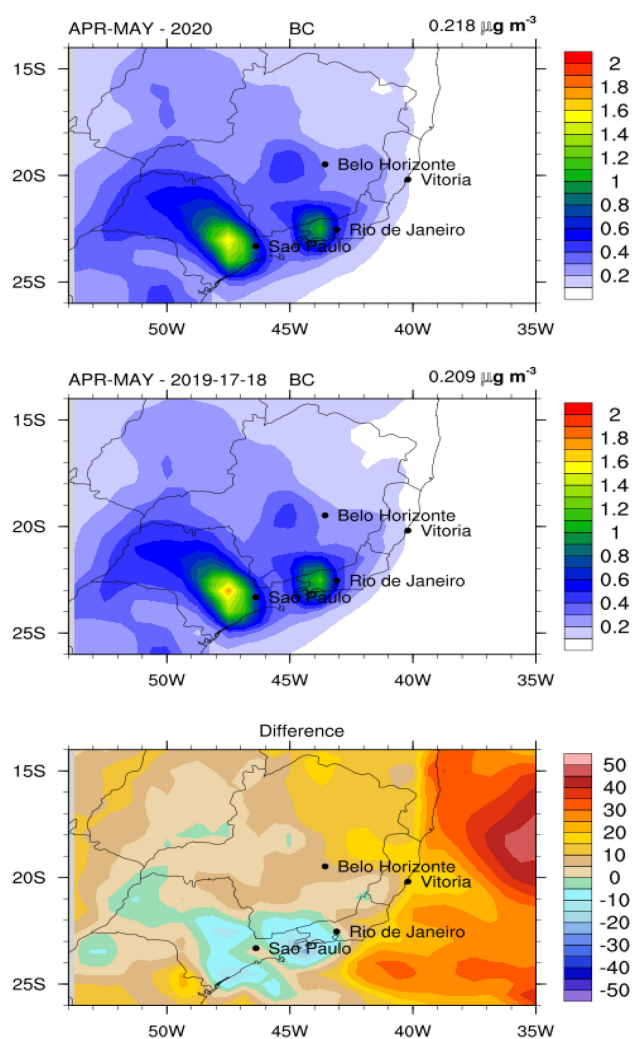 APR-MAY - 2020 BC 0.218 μg m-3
15S
20S
25S
50W 45W 40W 35W
Belo Horizonte
Vitoria
Rio de Janeiro
Sao Paulo
2
1.8
1.6
1.4
1.2
1
0.8
0.6
0.4
0.2
APR-MAY - 2019-17-18 BC 0.209 μg m-3
15S
20S
25S
50W 45W 40W 35W
Belo Horizonte
Vitoria
Rio de Janeiro
Sao Paulo
2
1.8
1.6
1.4
1.2
1
0.8
0.6
0.4
0.2
Difference
15S
20S
25S
50W 45W 40W 35W
Belo Horizonte
Vitoria
Rio de Janeiro
Sao Paulo
50
40
30
20
10
0
-10
-20
-30
-40
-50